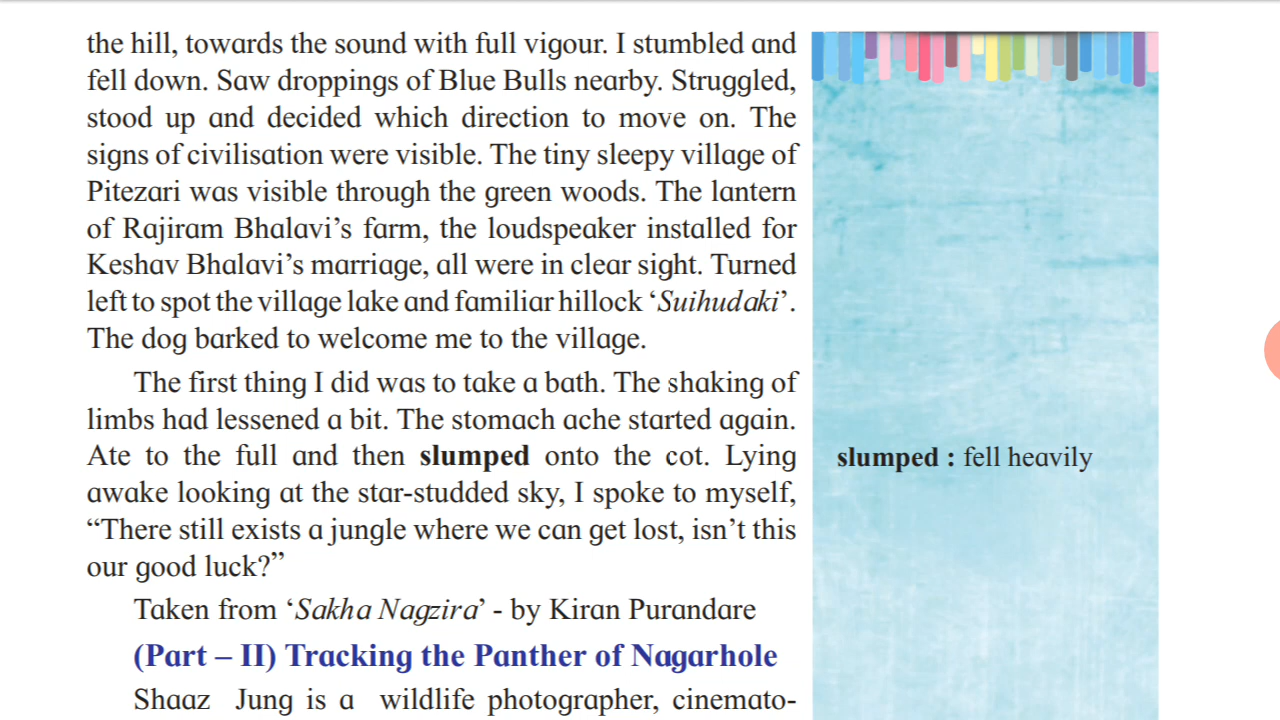 the hill, towards the sound with full vigour. I stumbled and
fell down. Saw droppings of Blue Bulls nearby. Struggled,
stood up and decided which direction to move on. The
signs of civilisation were visible. The tiny sleepy village of
Pitezari was visible through the green woods. The lantern
of Rajiram Bhalavi’s farm, the loudspeaker installed for
Keshav Bhalavi’s marriage, all were in clear sight. Turned
left to spot the village lake and familiar hillock ‘Suihudaki’.
The dog barked to welcome me to the village.
The first thing I did was to take a bath. The shaking of
limbs had lessened a bit. The stomach ache started again.
Ate to the full and then slumped onto the cot. Lying
awake looking at the star-studded sky, I spoke to myself,
“There still exists a jungle where we can get lost, isn’t this
our good luck?”
Taken from ‘Sakha Nagzira’ - by Kiran Purandare
(Part – II) Tracking the Panther of Nagarhole
Shaaz Jung is a wildlife photographer, cinemato-
slumped : fell heavily